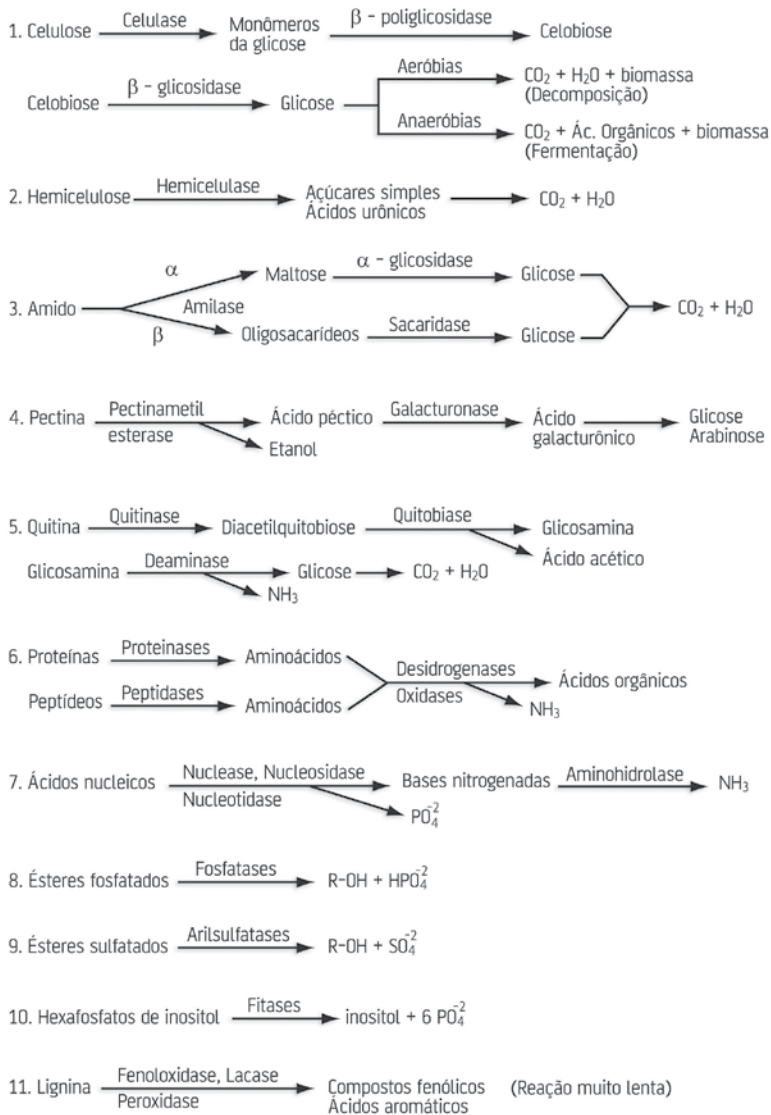 1. Celulose Celulase Monômeros da glicose β - poliglicosidase Celobiose
Celobiose β - glicosidase Glicose Aeróbias CO₂ + H₂O + biomassa (Decomposição)
Anaeróbias CO₂ + Ác. Orgânicos + biomassa (Fermentação)
2. Hemicelulose Hemicelulase Açúcares simples Ácidos urônicos CO₂ + H₂O
3. Amido α Amilase β Maltose α - glicosidase Glicose CO₂ + H₂O
Oligosacarídeos Sacaridase Glicose
4. Pectina Pectinametil esterase Ácido péctico Galacturonase Ácido galacturônico Glicose Arabinose
Etanol
5. Quitina Quitinase Diacetilquitobiose Quitobiase Glicosamina
Ácido acético
Glicosamina Deaminase Glicose CO₂ + H₂O
NH₃
6. Proteínas Proteinases Aminoácidos Desidrogenases Oxidases Ácidos orgânicos
Peptídeos Peptidases Aminoácidos NH₃
7. Ácidos nucleicos Nuclease, Nucleosidase Nucleotidase Bases nitrogenadas Aminohidrolase NH₃
PO₄⁻²
8. Ésteres fosfatados Fosfatases R-OH + HPO₄⁻²
9. Ésteres sulfatados Arilsulfatases R-OH + SO₄⁻²
10. Hexafosfatos de inositol Fitases inositol + 6 PO₄⁻²
11. Lignina Fenoloxidase, Lacase Peroxidase Compostos fenólicos Ácidos aromáticos (Reação muito lenta)